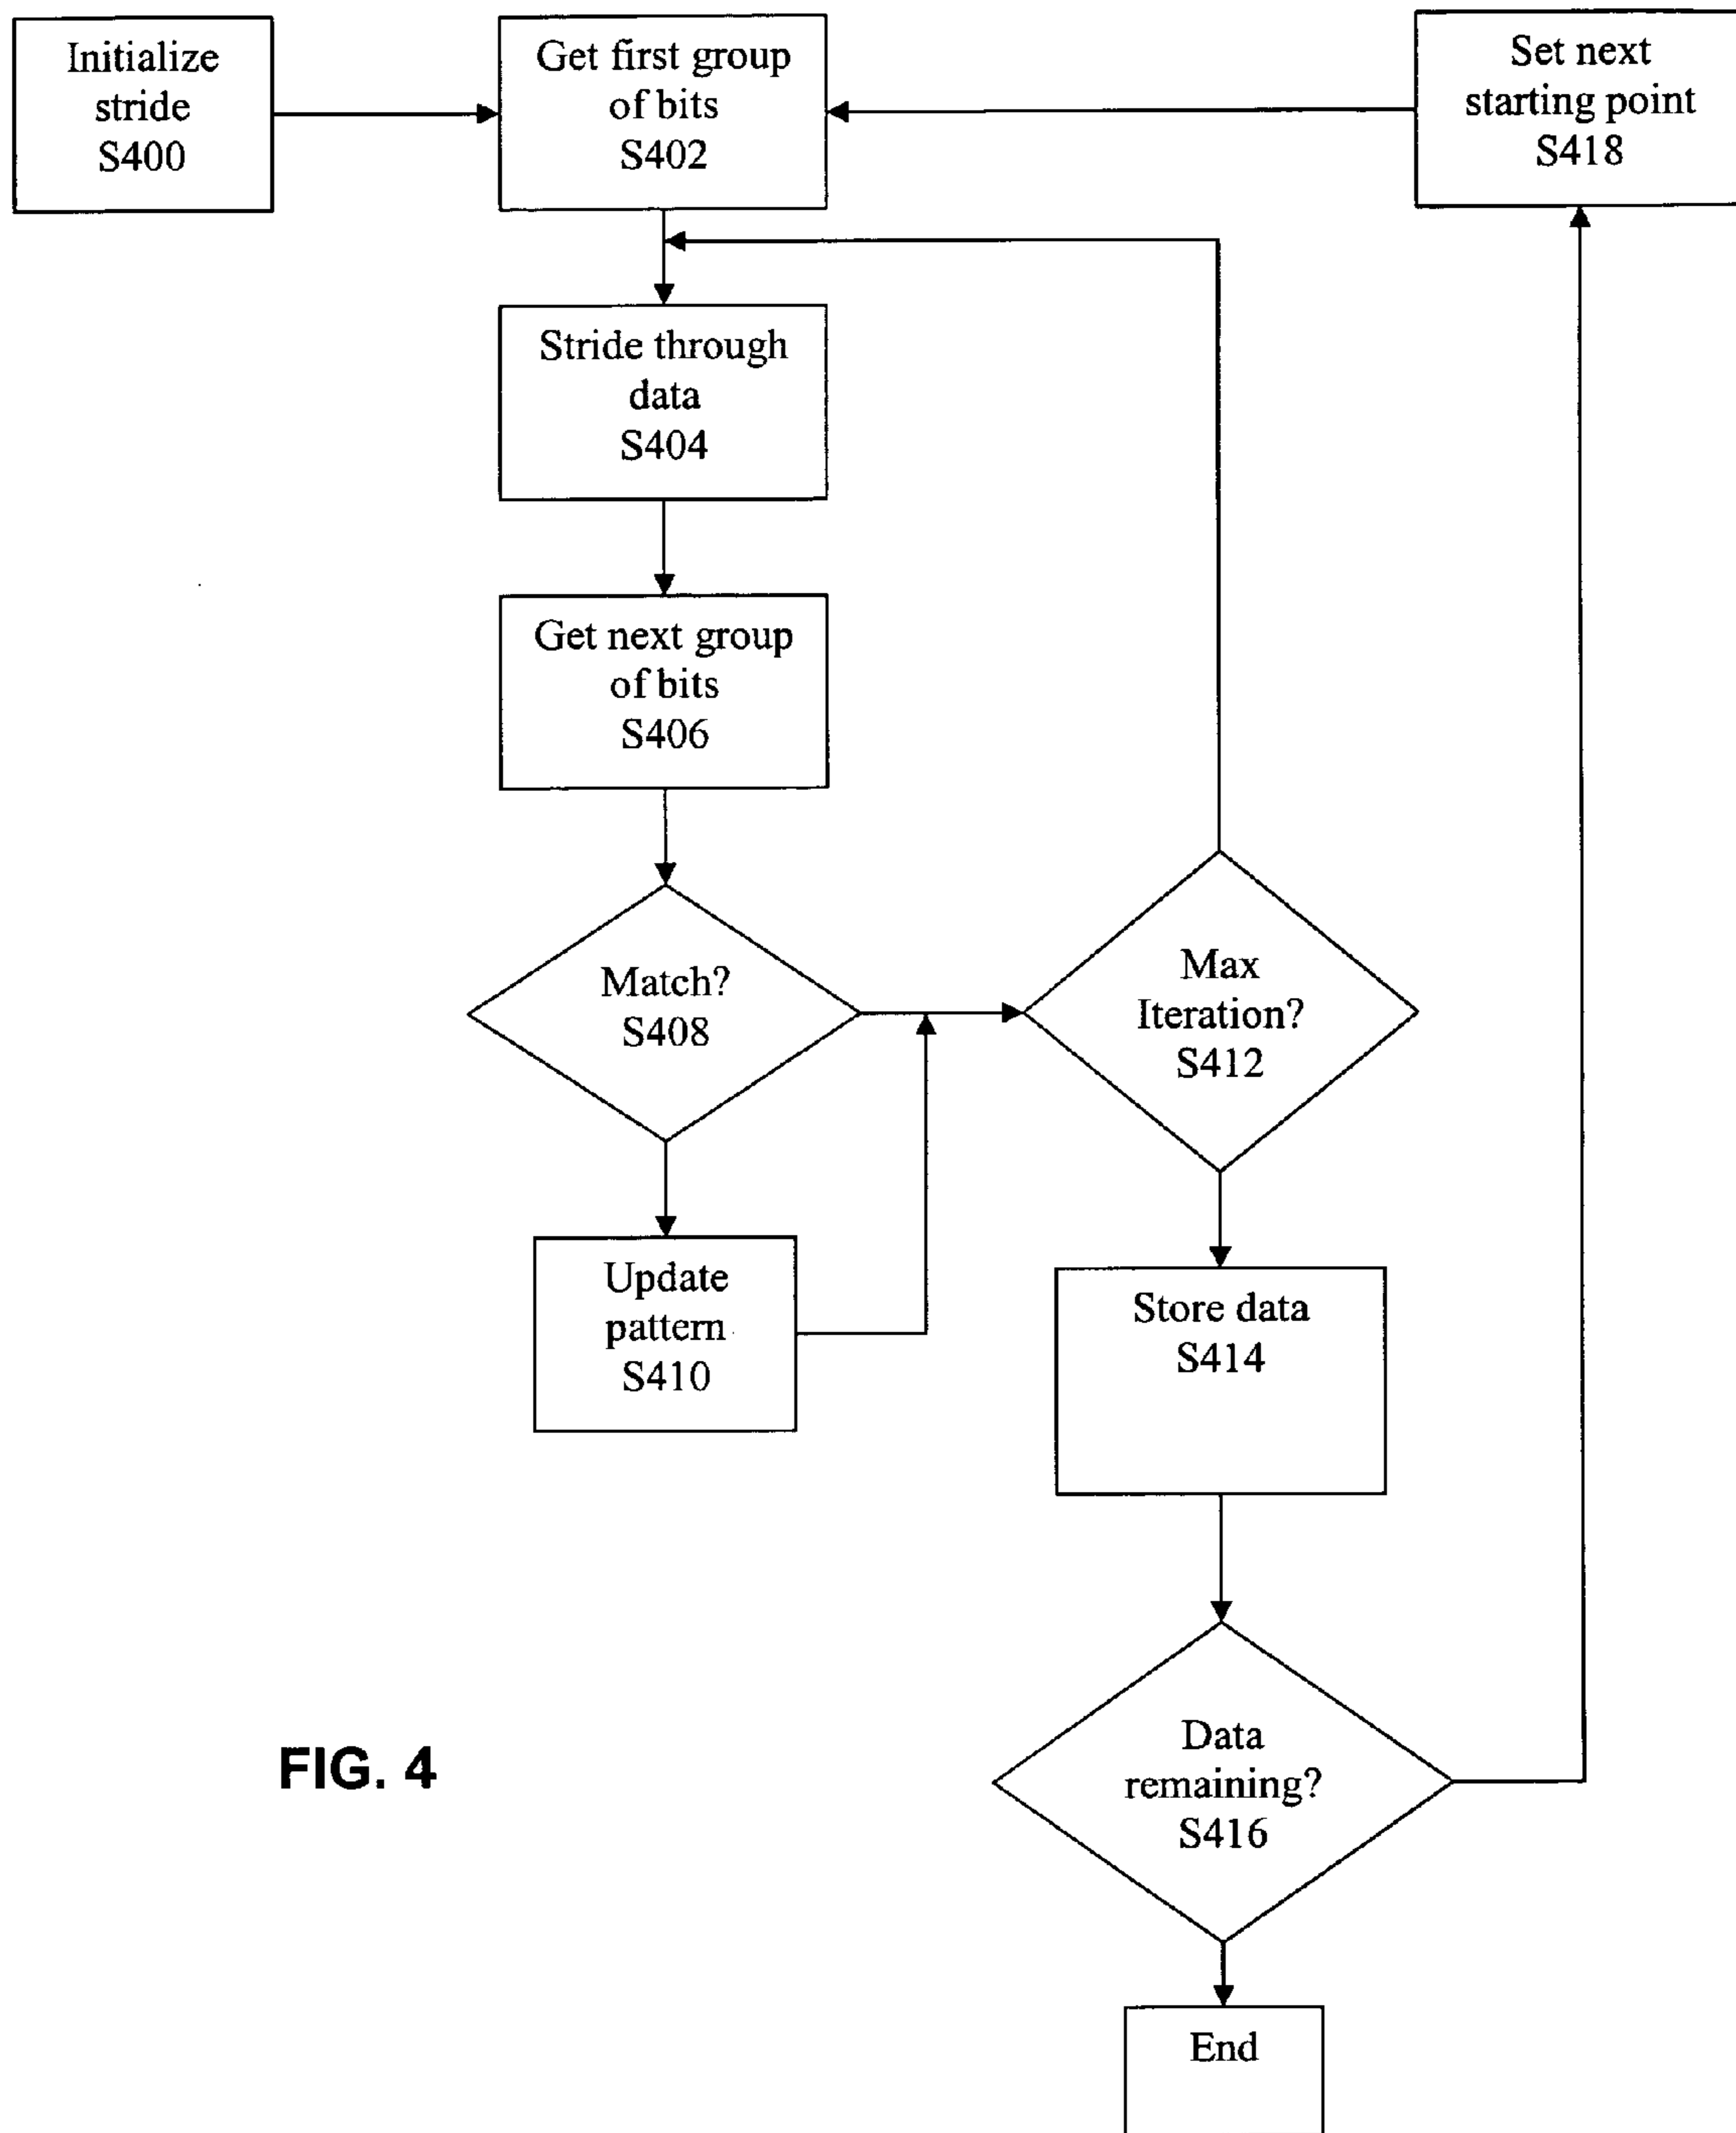 Initialize
stride
S400
Get first group
of bits
S402
Set next
starting point
S418
Stride through
data
S404
Get next group
of bits
S406
Match?
S408
Max
Iteration?
S412
Update
pattern
S410
Store data
S414
Data
remaining?
S416
End
FIG. 4